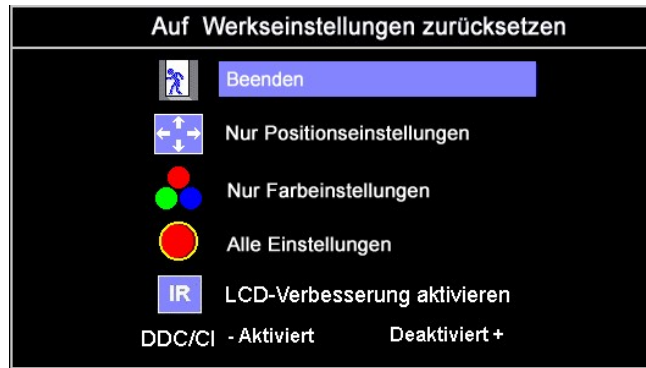 Auf Werkseinstellungen zurücksetzen
Beenden
Nur Positionseinstellungen
Nur Farbeinstellungen
Alle Einstellungen
IR LCD-Verbesserung aktivieren
DDC/CI - Aktiviert Deaktiviert +